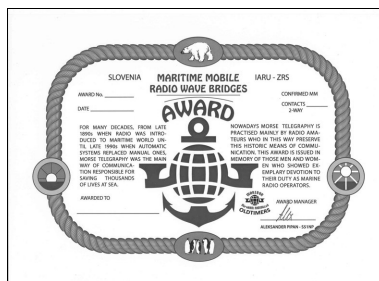 SLOVENIA
MARITIME MOBILE
RADIO WAVE BRIDGES
IARU - ZRS
AWARD No.
CONFIRMED MM
CONTACTS
2-WAY
DATE
AWARD
FOR MANY DECADES, FROM LATE
1890s WHEN RADIO WAS INTRO-
DUCED TO MARITIME WORLD UN-
TIL LATE 1990s WHEN AUTOMATIC
SYSTEMS REPLACED MANUAL ONES,
MORSE TELEGRAPHY WAS THE MAIN
WAY OF COMMUNICA-
TION RESPONSIBLE FOR
SAVING THOUSANDS
OF LIVES AT SEA.
NOWADAYS MORSE TELEGRAPHY IS
PRACTISED MAINLY BY RADIO AMA-
TEURS WHO IN THIS WAY PRESERVE
THIS HISTORIC MEANS OF COMMU-
NICATION. THIS AWARD IS ISSUED IN
MEMORY OF THOSE MEN AND WOM-
EN WHO SHOWED EX-
EMPLARY DEVOTION TO
THEIR DUTY AS MARINE
RADIO OPERATORS.
AWARDED TO
OLDTIMERS
AWARD MANAGER
ALEKSANDER PIPAN - S51NP